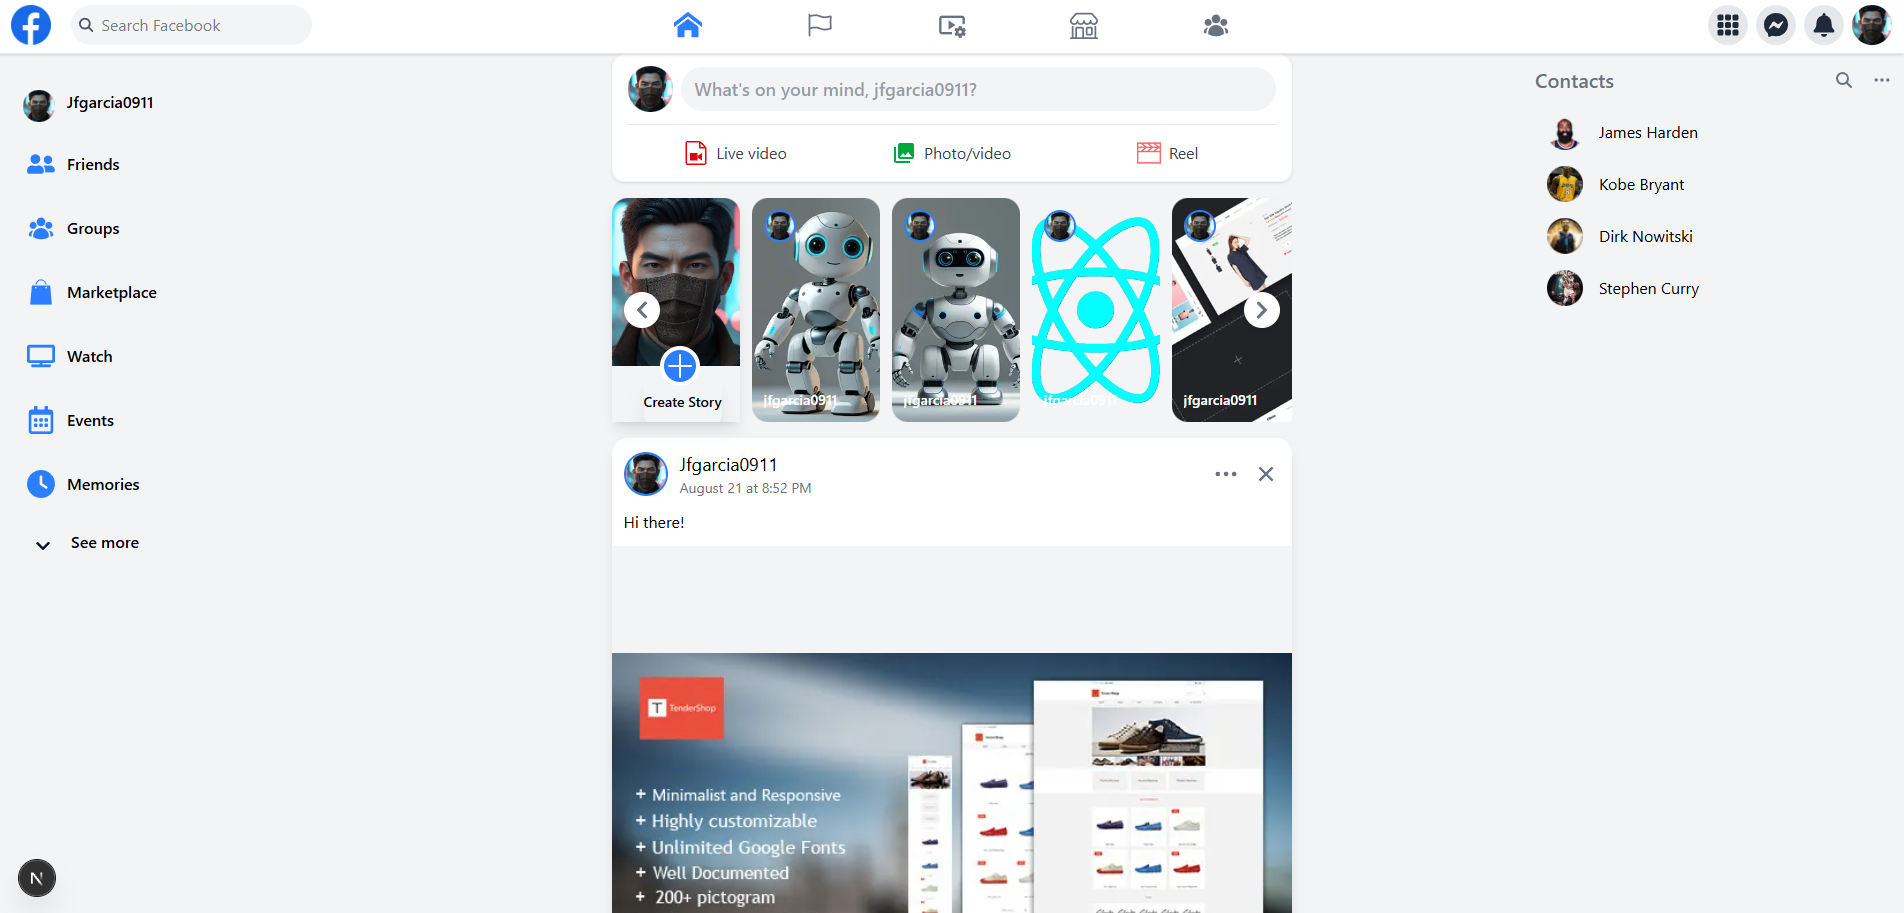 Search Facebook
Jfgarcia0911
Friends
Groups
Marketplace
Watch
Events
Memories
See more
What's on your mind, jfgarcia0911?
Live video
Photo/video
Reel
Create Story
jfgarcia0911
jfgarcia0911
jfgarcia0911
jfgarcia0911
Jfgarcia0911
August 21 at 8:52 PM
Hi there!
T TenderShop
+ Minimalist and Responsive
+ Highly customizable
+ Unlimited Google Fonts
+ Well Documented
+ 200+ pictogram
Contacts
James Harden
Kobe Bryant
Dirk Nowitski
Stephen Curry
N